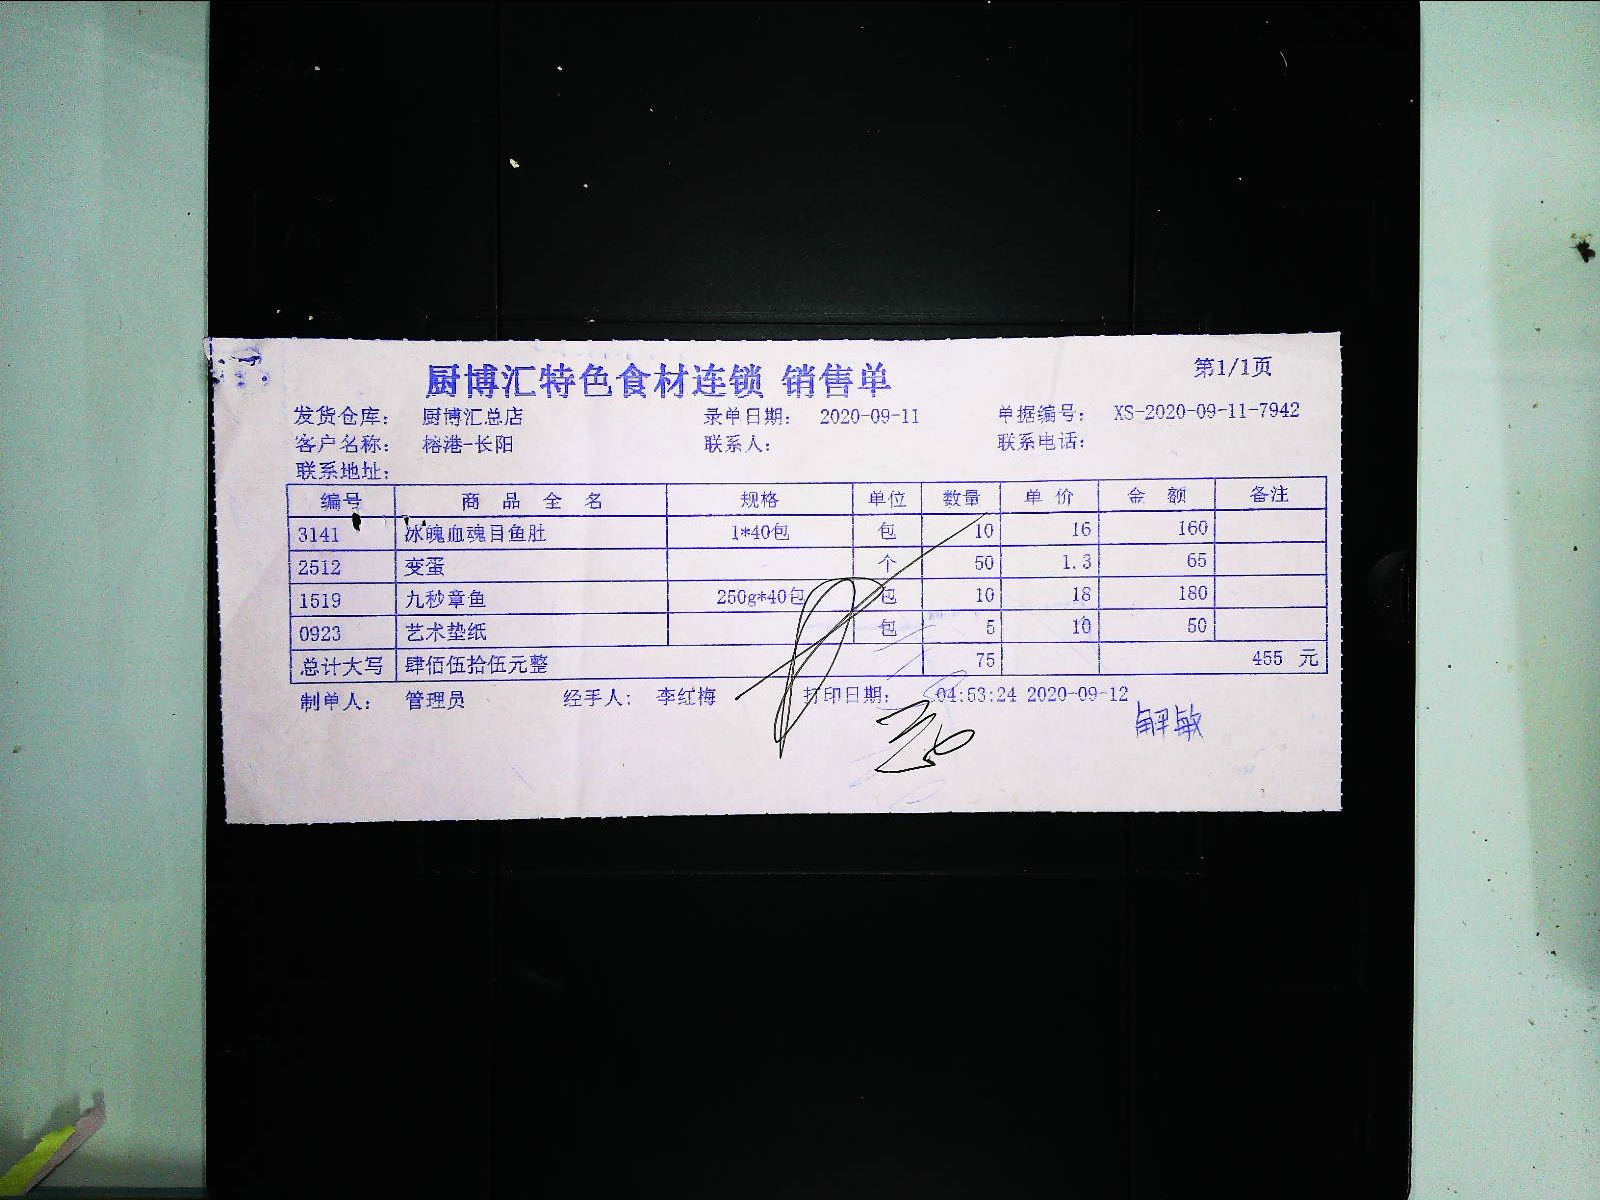 第1/1页
厨博汇特色食材连锁 销售单
发货仓库： 厨博汇总店 录单日期： 2020-09-11 单据编号： XS-2020-09-11-7942
客户名称： 榕港-长阳 联系人： 联系电话：
联系地址：
编号 商品全名 规格 单位 数量 单价 金额 备注
3141 冰魄血魂目鱼肚 1*40包 包 10 16 160
2512 变蛋 个 50 1.3 65
1519 九秒章鱼 250g*40包 包 10 18 180
0923 艺术垫纸 包 5 10 50
总计大写 肆佰伍拾伍元整 75 455 元
制单人： 管理员 经手人： 李红梅 打印日期： 04:53:24 2020-09-12
解敏